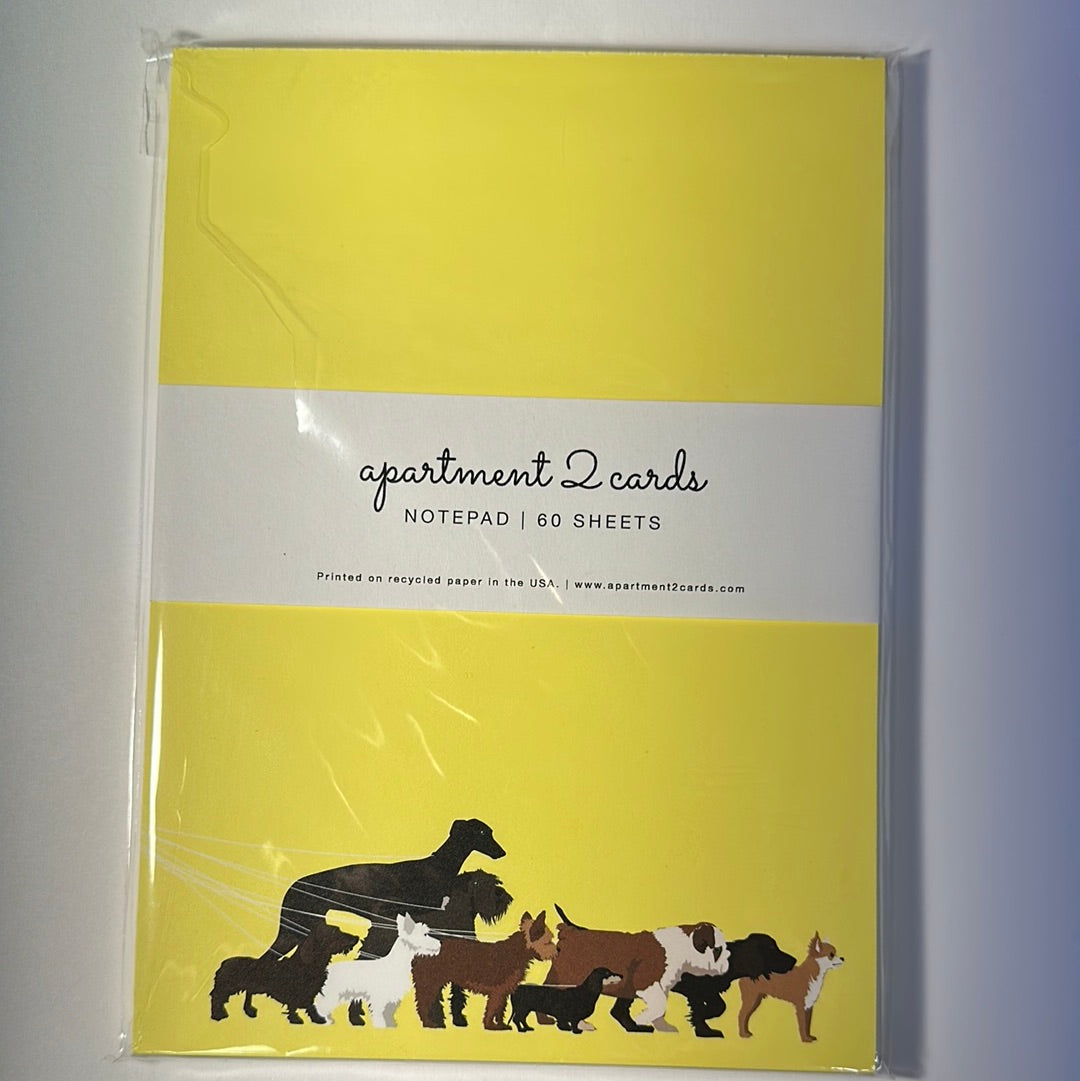 apartment 2 cards
NOTEPAD | 60 SHEETS
Printed on recycled paper in the USA. | www.apartment2cards.com